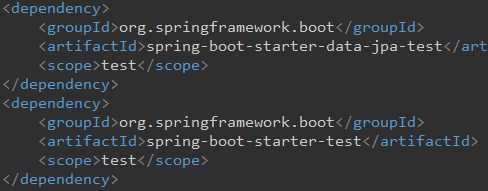 <dependency>
<groupId>org.springframework.boot</groupId>
<artifactId>spring-boot-starter-data-jpa-test</art
<scope>test</scope>
</dependency>
<dependency>
<groupId>org.springframework.boot</groupId>
<artifactId>spring-boot-starter-test</artifactId>
<scope>test</scope>
</dependency>